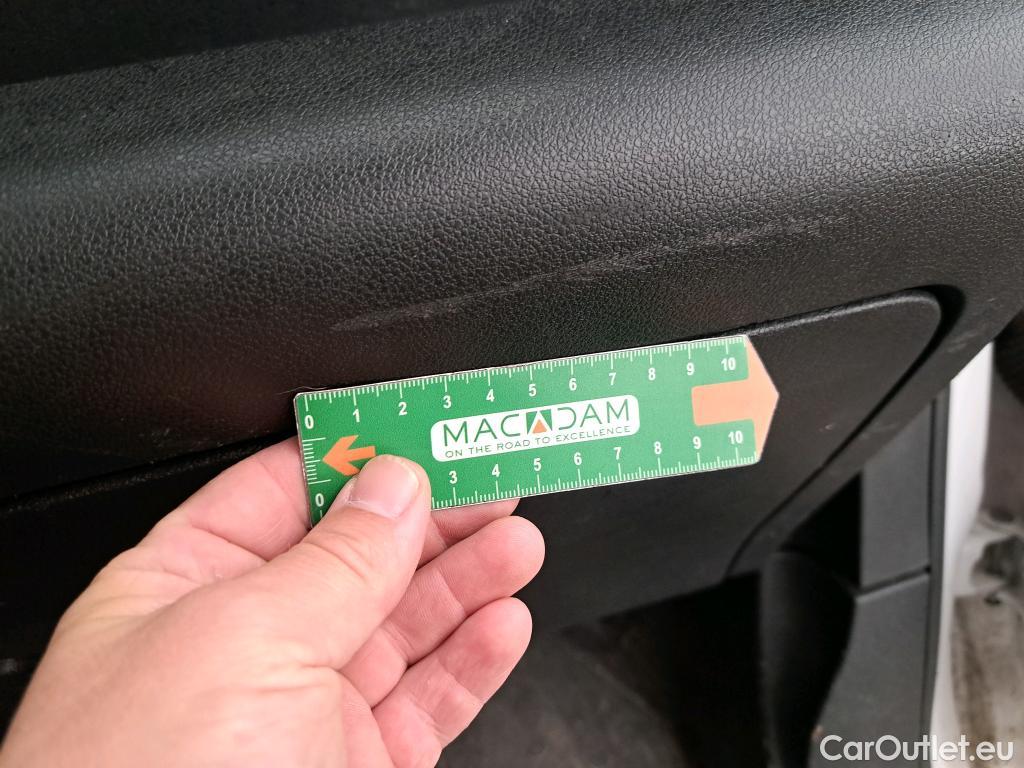 0 1 2 3 4 5 6 7 8 9 10
MACADAM
ON THE ROAD TO EXCELLENCE
0 3 4 5 6 7 8 9 10
CarOutlet.eu